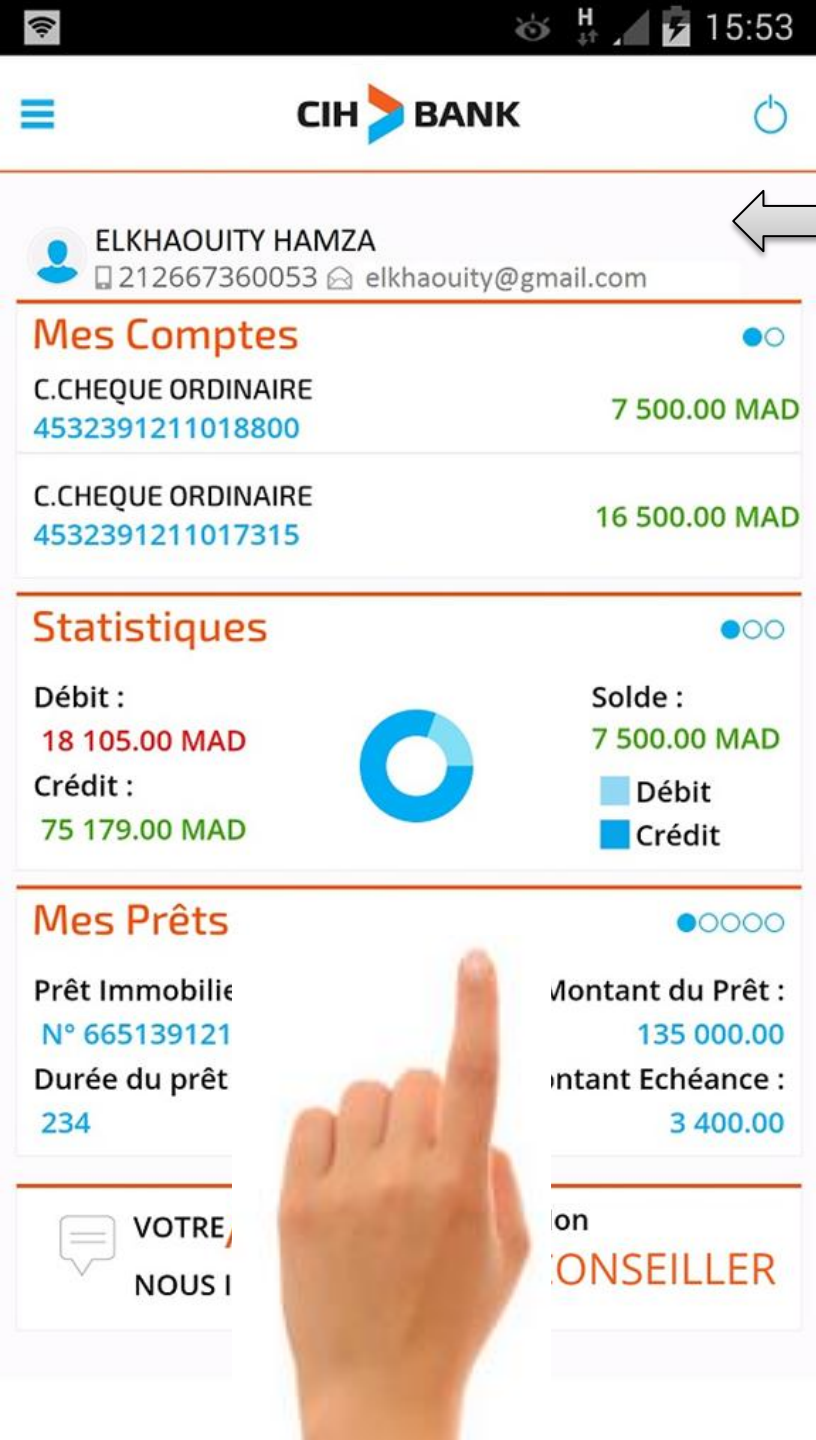 H 15:53
CIH BANK
ELKHAOUITY HAMZA
212667360053 elkhaouity@gmail.com
Mes Comptes
C.CHEQUE ORDINAIRE
4532391211018800
7 500.00 MAD
C.CHEQUE ORDINAIRE
4532391211017315
16 500.00 MAD
Statistiques
Débit :
18 105.00 MAD
Crédit :
75 179.00 MAD
Solde :
7 500.00 MAD
Débit
Crédit
Mes Prêts
Prêt Immobilie
Montant du Prêt :
N° 665139121
135 000.00
Durée du prêt
ontant Echéance :
234
3 400.00
VOTRE
on
NOUS
ONSEILLER